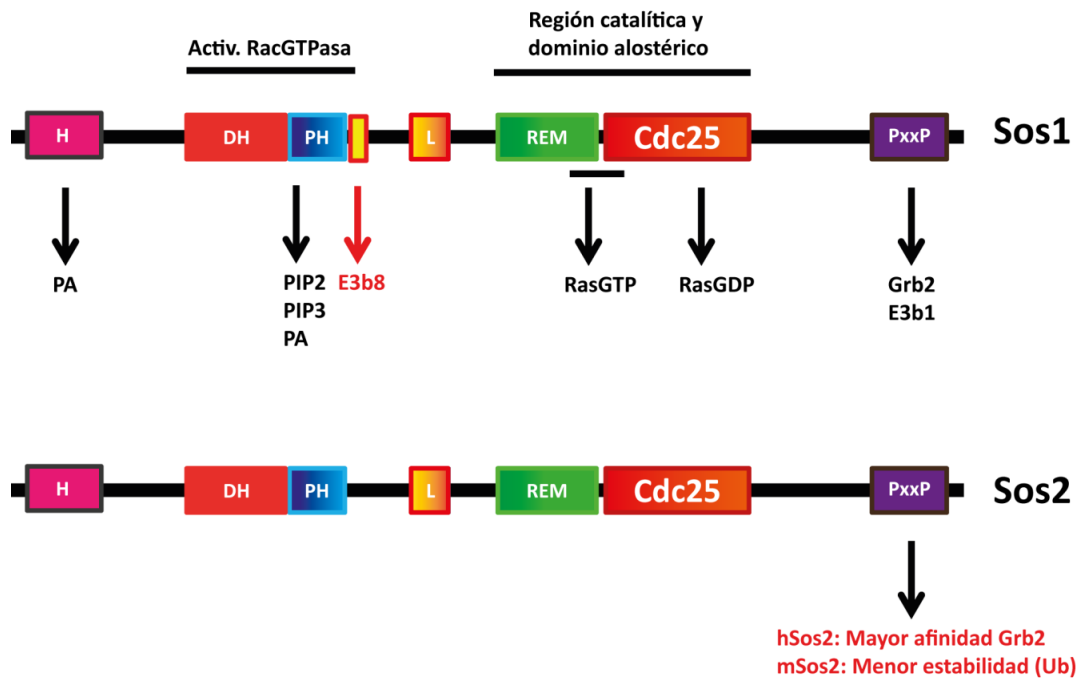 Región catalítica y
dominio alostérico
Activ. RacGTPasa
H DH PH L REM Cdc25 PxxP Sos1
PA PIP2 E3b8 RasGTP RasGDP Grb2
PIP3 E3b1
PA
H DH PH L REM Cdc25 PxxP Sos2
hSos2: Mayor afinidad Grb2
mSos2: Menor estabilidad (Ub)